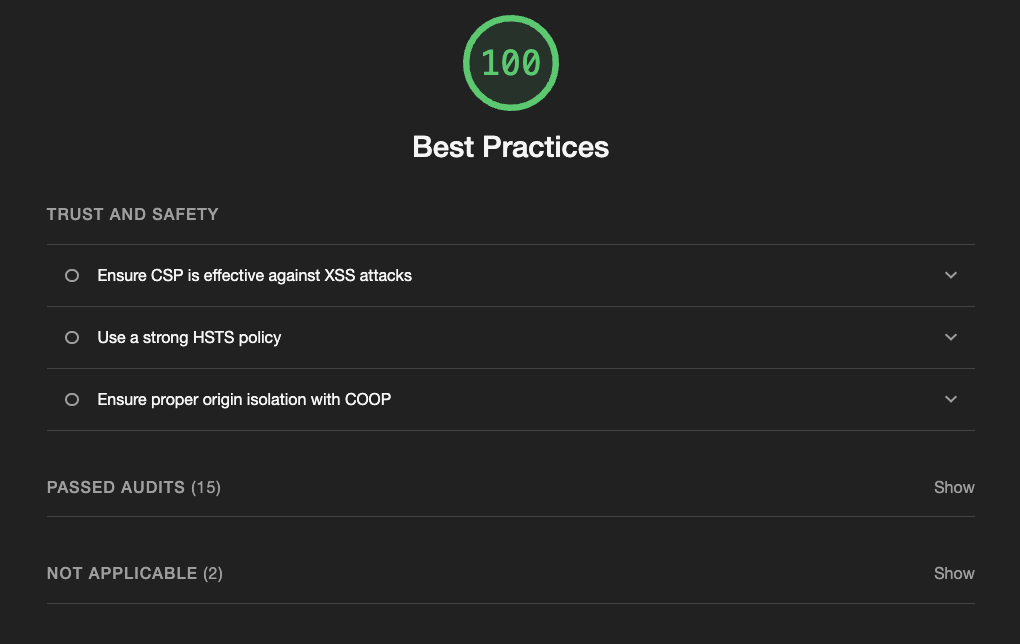 100
Best Practices
TRUST AND SAFETY
Ensure CSP is effective against XSS attacks
Use a strong HSTS policy
Ensure proper origin isolation with COOP
PASSED AUDITS (15) Show
NOT APPLICABLE (2) Show